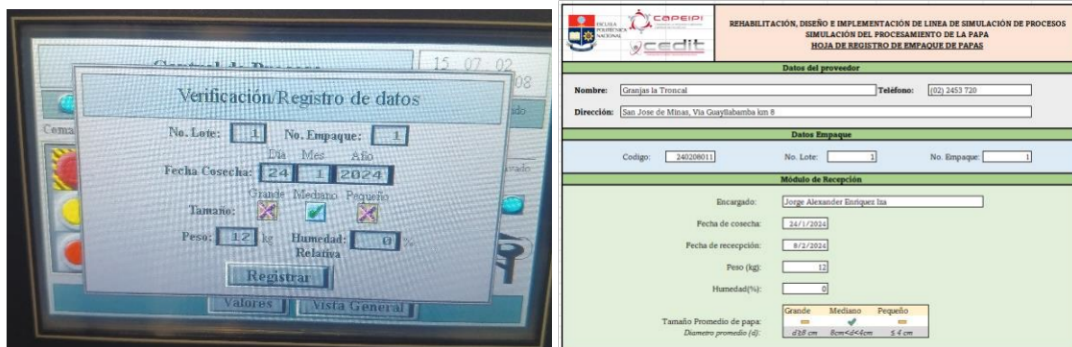 Control de Proceso
15 07 02
08
Coma
Verificación/Registro de datos
No. Lote: 1 No. Empaque: 1
Dia Mes Año
Fecha Cosecha: 24 1 2024
Grande Mediano Pequeño
Tamaño:
Peso: 12 kg Humedad: 0 %
Relativa
Registrar
Valores Vista General
ESCUELA
POLITÉCNICA
NACIONAL
CAPEIPI
cedit
REHABILITACIÓN, DISEÑO E IMPLEMENTACIÓN DE LINEA DE SIMULACIÓN DE PROCESOS
SIMULACIÓN DEL PROCESAMIENTO DE LA PAPA
HOJA DE REGISTRO DE EMPAQUE DE PAPAS
Datos del proveedor
Nombre: Granjas la Troncal Teléfono: (02) 2453 720
Dirección: San Jose de Minas, Via Guayllabamba km 8
Datos Empaque
Codigo: 240208011 No. Lote: 1 No. Empaque: 1
Módulo de Recepción
Encargado: Jorge Alexander Enriquez Iza
Fecha de cosecha: 24/1/2024
Fecha de recepción: 8/2/2024
Peso (kg): 12
Humedad(%): 0
Grande Mediano Pequeño
Tamaño Promedio de papa:
Diametro promedio (d): d≥8 cm 8cm<d<4cm ≤ 4 cm